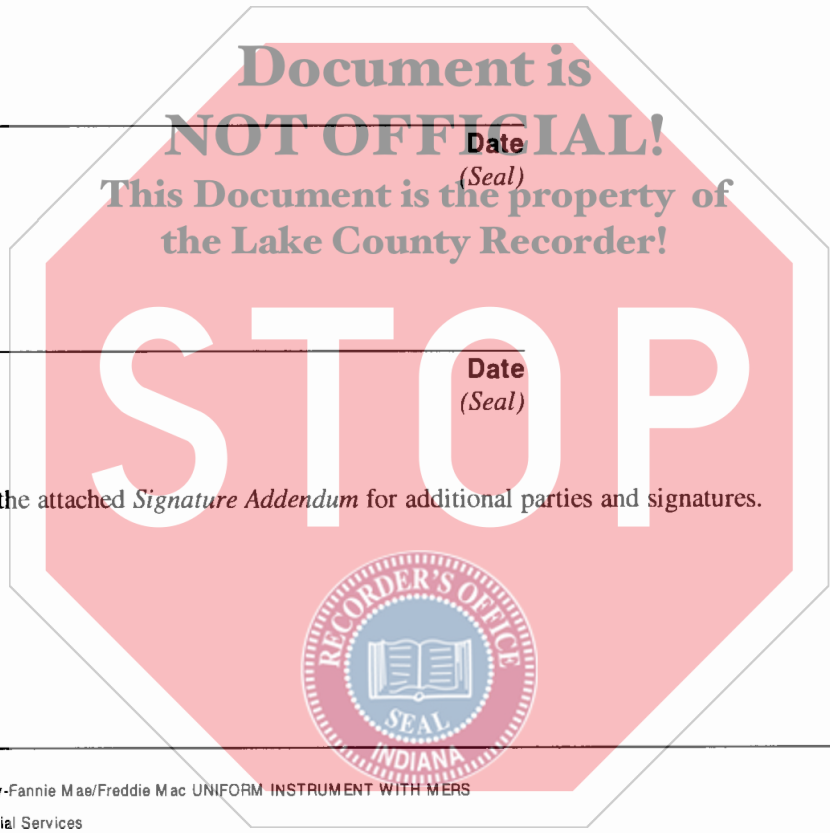 Document is
NOT OFFICIAL!
Date
(Seal)
This Document is the property of
the Lake County Recorder!
STOP
Date
(Seal)
the attached Signature Addendum for additional parties and signatures.
RECORDER'S OFFICE
SEAL
INDIANA
-Fannie Mae/Freddie Mac UNIFORM INSTRUMENT WITH MERS
ial Services